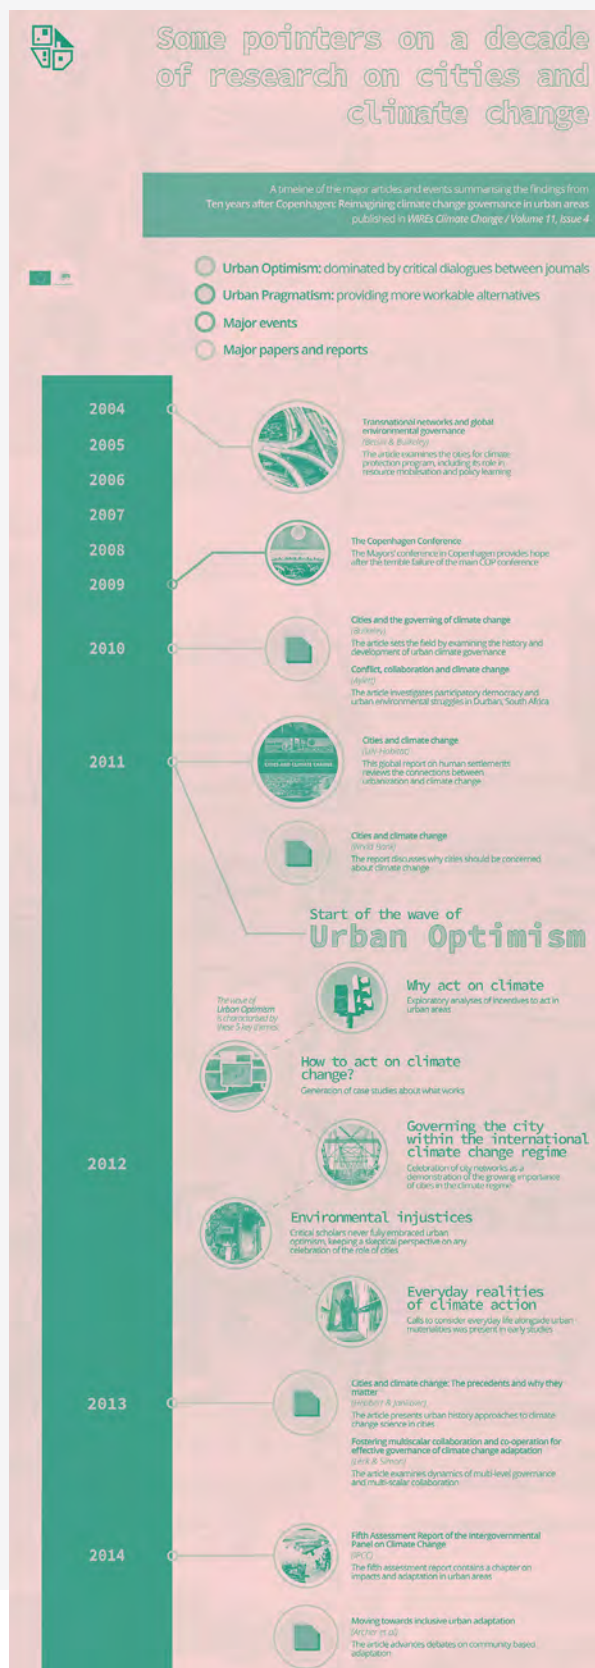 Some pointers on a decade
of research on cities and
climate change
A timeline of the major articles and events summarising the findings from
Ten years after Copenhagen: Reimagining climate change governance in urban areas
published in WIREs Climate Change / Volume 11, Issue 4
Urban Optimism: dominated by critical dialogues between journals
Urban Pragmatism: providing more workable alternatives
Major events
Major papers and reports
2004
Transnational networks and global
environmental governance
(Betsill & Bulkeley)
The article examines the cities for climate
protection program, including its role in
resource mobilisation and policy learning
2005
2006
2007
2008
2009
The Copenhagen Conference
The Mayors' conference in Copenhagen provides hope
after the terrible failure of the main COP conference
2010
Cities and the governing of climate change
(Bulkeley)
The article sets the field by examining the history and
development of urban climate governance
Conflict, collaboration and climate change
(Aylett)
The article investigates participatory democracy and
urban environmental struggles in Durban, South Africa
2011
CITIES AND CLIMATE CHANGE
Cities and climate change
(UN-Habitat)
This global report on human settlements
reviews the connections between
urbanization and climate change
Cities and climate change
(World Bank)
The report discusses why cities should be concerned
about climate change
Start of the wave of
Urban Optimism
The wave of
Urban Optimism
is characterised by
these 5 key themes
Why act on climate
Exploratory analyses of incentives to act in
urban areas
How to act on climate
change?
Generation of case studies about what works
2012
Governing the city
within the international
climate change regime
Celebration of city networks as a
demonstration of the growing importance
of cities in the climate regime
Environmental injustices
Critical scholars never fully embraced urban
optimism, keeping a skeptical perspective on any
celebration of the role of cities
Everyday realities
of climate action
Calls to consider everyday life alongside urban
materialities was present in early studies
2013
Cities and climate change: The precedents and why they
matter
The article presents urban history approaches to climate
change science in cities
Fostering multiscalar collaboration and co-operation for
effective governance of climate change adaptation
(Leck & Simon)
The article examines dynamics of multi-level governance
and multi-scalar collaboration
2014
Fifth Assessment Report of the Intergovernmental
Panel on Climate Change
(IPCC)
The fifth assessment report contains a chapter on
impacts and adaptation in urban areas
Moving towards inclusive urban adaptation
(Archer et al)
The article advances debates on community based
adaptation